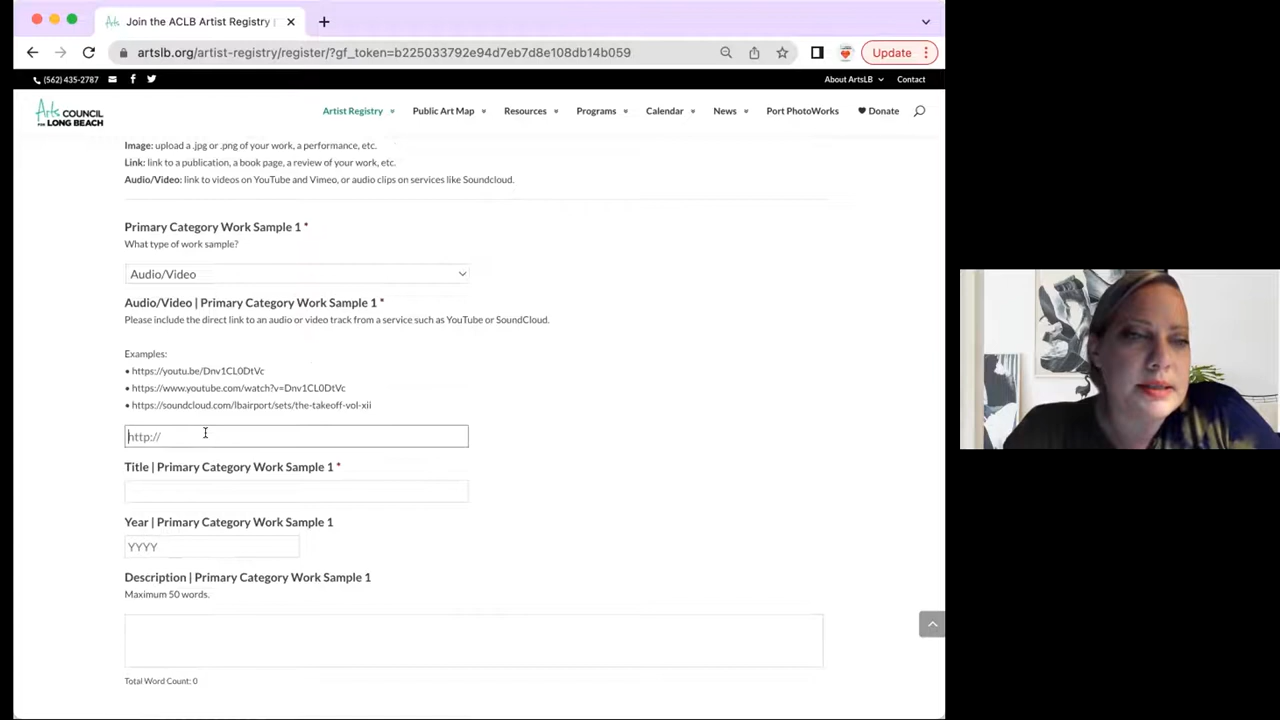 Join the ACLB Artist Registry
artslb.org/artist-registry/register/?gf_token=b225033792e94d7eb7d8e108db14b059
Update
(562) 435-2787
About ArtsLB
Contact
Arts COUNCIL
FOR LONG BEACH
Artist Registry
Public Art Map
Resources
Programs
Calendar
News
Port PhotoWorks
Donate
Image: upload a .jpg or .png of your work, a performance, etc.
Link: link to a publication, a book page, a review of your work, etc.
Audio/Video: link to videos on YouTube and Vimeo, or audio clips on services like Soundcloud.
Primary Category Work Sample 1 *
What type of work sample?
Audio/Video
Audio/Video | Primary Category Work Sample 1 *
Please include the direct link to an audio or video track from a service such as YouTube or SoundCloud.
Examples:
• https://youtu.be/Dnv1CL0DtVc
• https://www.youtube.com/watch?v=Dnv1CL0DtVc
• https://soundcloud.com/lbairport/sets/the-takeoff-vol-xii
http://
Title | Primary Category Work Sample 1 *
Year | Primary Category Work Sample 1
YYYY
Description | Primary Category Work Sample 1
Maximum 50 words.
Total Word Count: 0